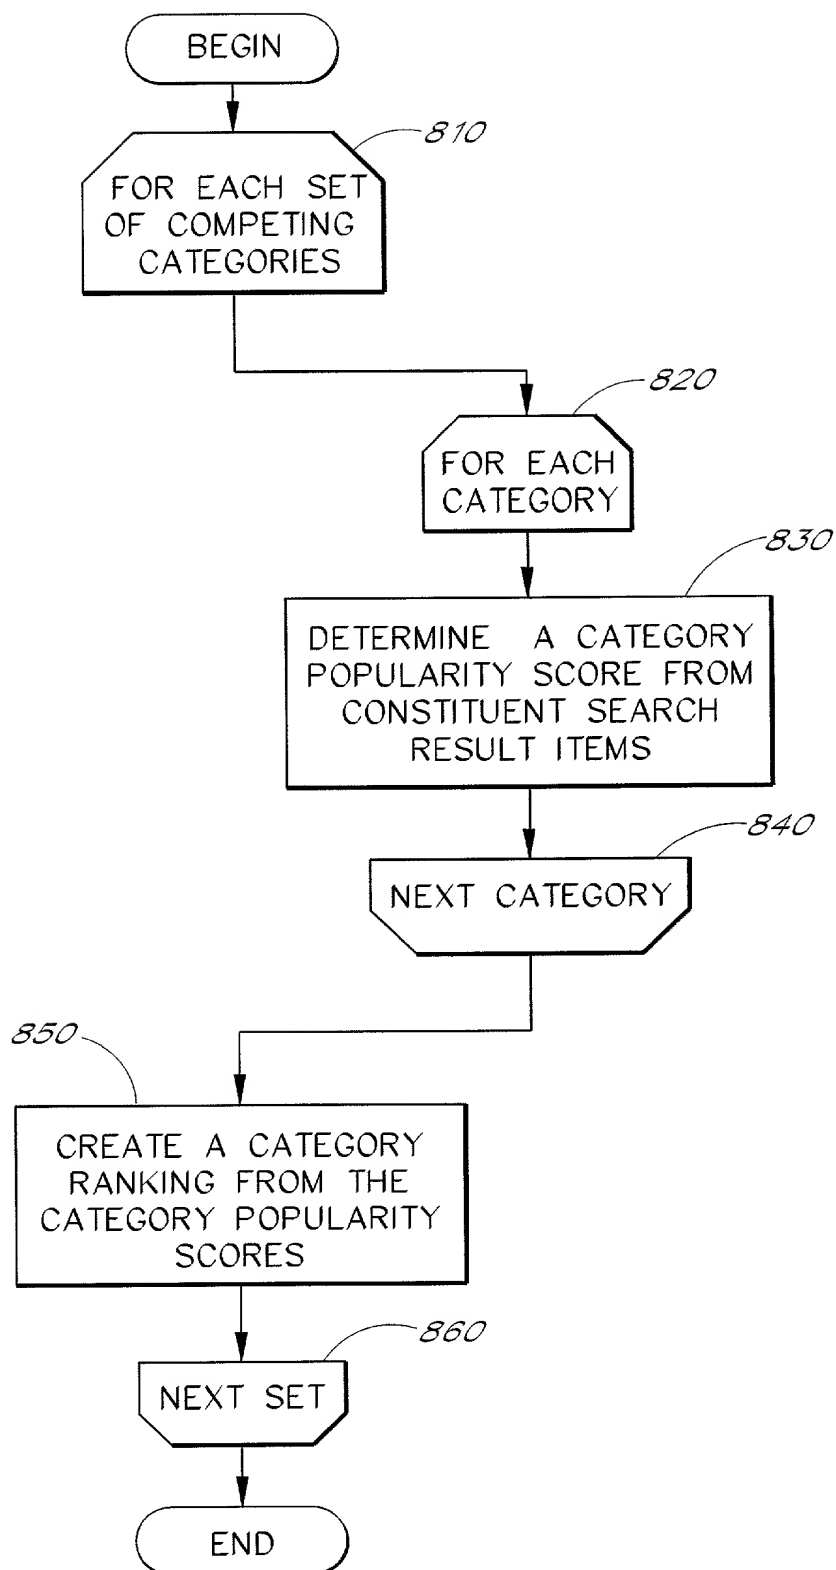 BEGIN
810
FOR EACH SET
OF COMPETING
CATEGORIES
820
FOR EACH
CATEGORY
830
DETERMINE A CATEGORY
POPULARITY SCORE FROM
CONSTITUENT SEARCH
RESULT ITEMS
840
NEXT CATEGORY
850
CREATE A CATEGORY
RANKING FROM THE
CATEGORY POPULARITY
SCORES
860
NEXT SET
END